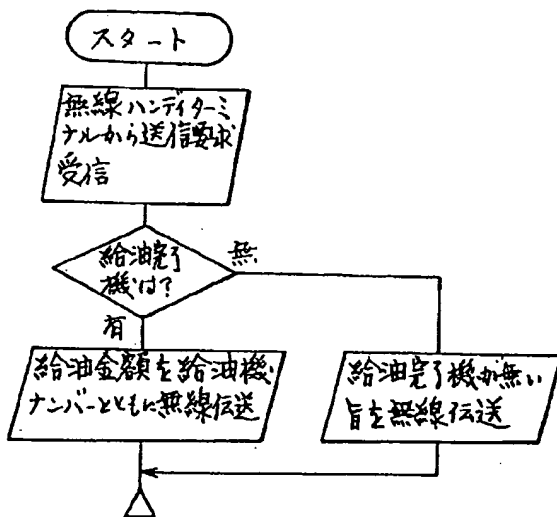 スタート
無線ハンディターミ
ナルから送信要求
受信
給油完了
機は?
無
有
給油金額を給油機
ナンバーとともに無線伝送
給油完了機が無い
旨を無線伝送